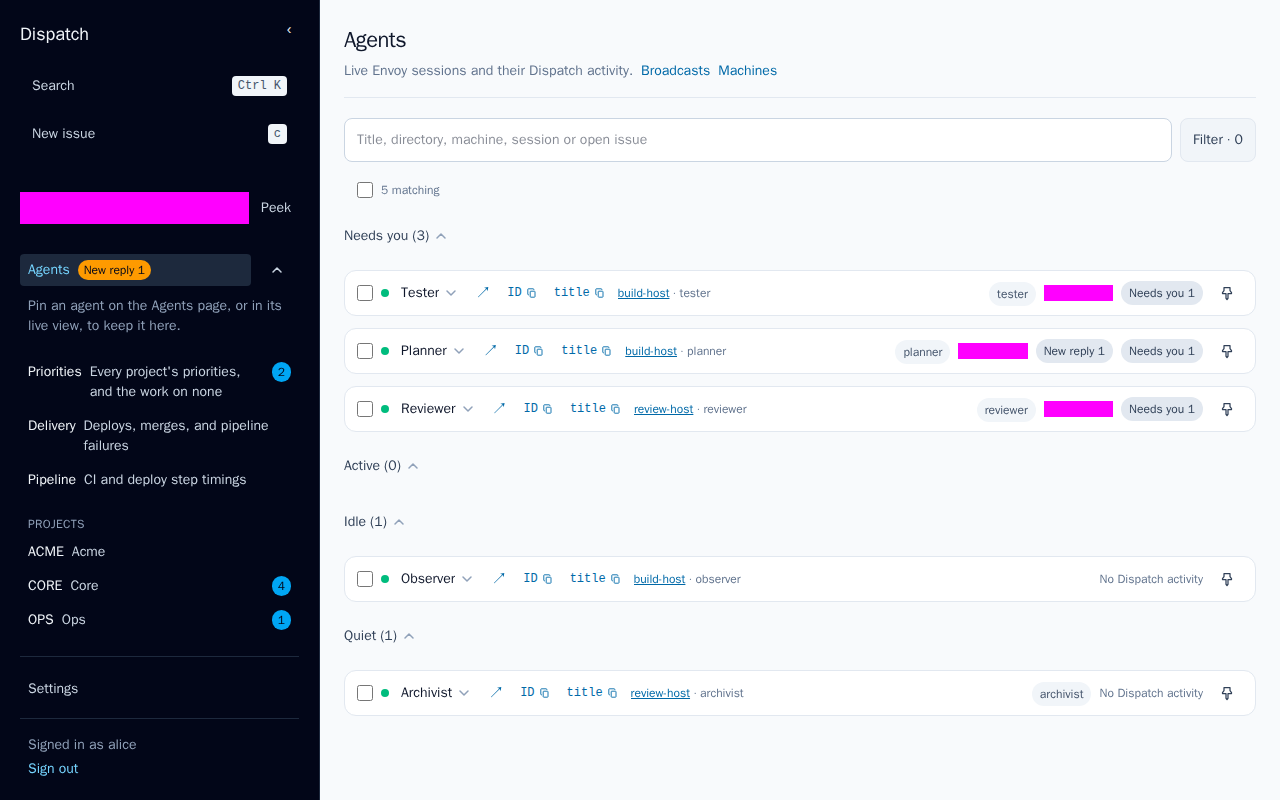 Dispatch
Search Ctrl K
New issue C
Peek
Agents New reply 1
Pin an agent on the Agents page, or in its
live view, to keep it here.
Priorities Every project's priorities, 2
and the work on none
Delivery Deploys, merges, and pipeline
failures
Pipeline CI and deploy step timings
PROJECTS
ACME Acme
CORE Core 4
OPS Ops 1
Settings
Signed in as alice
Sign out
Agents
Live Envoy sessions and their Dispatch activity. Broadcasts Machines
Title, directory, machine, session or open issue Filter · 0
5 matching
Needs you (3)
Tester ID title build-host · tester tester Needs you 1
Planner ID title build-host · planner planner New reply 1 Needs you 1
Reviewer ID title review-host · reviewer reviewer Needs you 1
Active (0)
Idle (1)
Observer ID title build-host · observer No Dispatch activity
Quiet (1)
Archivist ID title review-host · archivist archivist No Dispatch activity